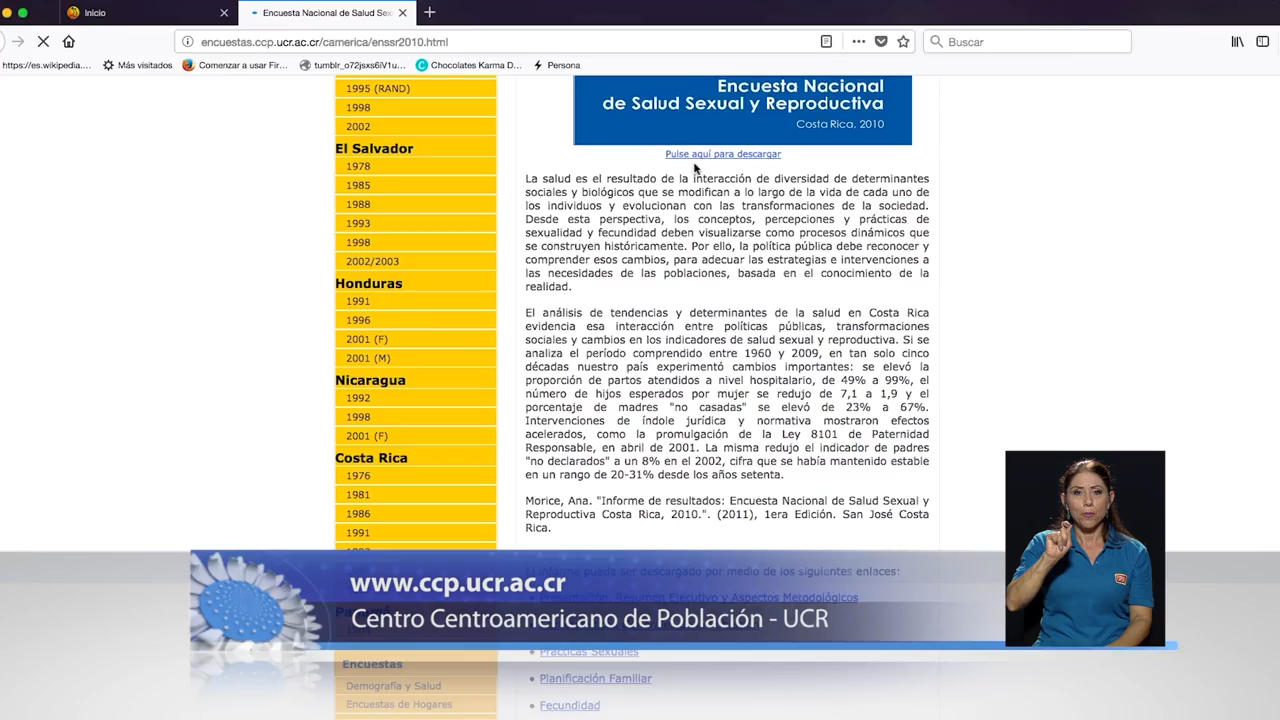 Inicio
Encuesta Nacional de Salud Sex
encuestas.ccp.ucr.ac.cr/camerica/enssr2010.html
Buscar
https://es.wikipedia....
Más visitados
Comenzar a usar Fir...
tumblr_o72jsxs6iV1u...
Chocolates Karma D...
Persona
1995 (RAND)
1998
2002
El Salvador
1978
1985
1988
1993
1998
2002/2003
Honduras
1991
1996
2001 (F)
2001 (M)
Nicaragua
1992
1998
2001 (F)
Costa Rica
1976
1981
1986
1991
Encuestas
Demografía y Salud
Encuestas de Hogares
Encuesta Nacional
de Salud Sexual y Reproductiva
Costa Rica, 2010
Pulse aquí para descargar
La salud es el resultado de la interacción de diversidad de determinantes
sociales y biológicos que se modifican a lo largo de la vida de cada uno de
los individuos y evolucionan con las transformaciones de la sociedad.
Desde esta perspectiva, los conceptos, percepciones y prácticas de
sexualidad y fecundidad deben visualizarse como procesos dinámicos que
se construyen históricamente. Por ello, la política pública debe reconocer y
comprender esos cambios, para adecuar las estrategias e intervenciones a
las necesidades de las poblaciones, basada en el conocimiento de la
realidad.
El análisis de tendencias y determinantes de la salud en Costa Rica
evidencia esa interacción entre políticas públicas, transformaciones
sociales y cambios en los indicadores de salud sexual y reproductiva. Si se
analiza el período comprendido entre 1960 y 2009, en tan solo cinco
décadas nuestro país experimentó cambios importantes: se elevó la
proporción de partos atendidos a nivel hospitalario, de 49% a 99%, el
número de hijos esperados por mujer se redujo de 7,1 a 1,9 y el
porcentaje de madres "no casadas" se elevó de 23% a 67%.
Intervenciones de índole jurídica y normativa mostraron efectos
acelerados, como la promulgación de la Ley 8101 de Paternidad
Responsable, en abril de 2001. La misma redujo el indicador de padres
"no declarados" a un 8% en el 2002, cifra que se había mantenido estable
en un rango de 20-31% desde los años setenta.
Morice, Ana. "Informe de resultados: Encuesta Nacional de Salud Sexual y
Reproductiva Costa Rica, 2010.". (2011), 1era Edición. San José Costa
Rica.
El informe puede ser descargado por medio de los siguientes enlaces:
Presentación, Resumen Ejecutivo y Aspectos Metodológicos
Prácticas Sexuales
Planificación Familiar
Fecundidad
www.ccp.ucr.ac.cr
Centro Centroamericano de Población - UCR